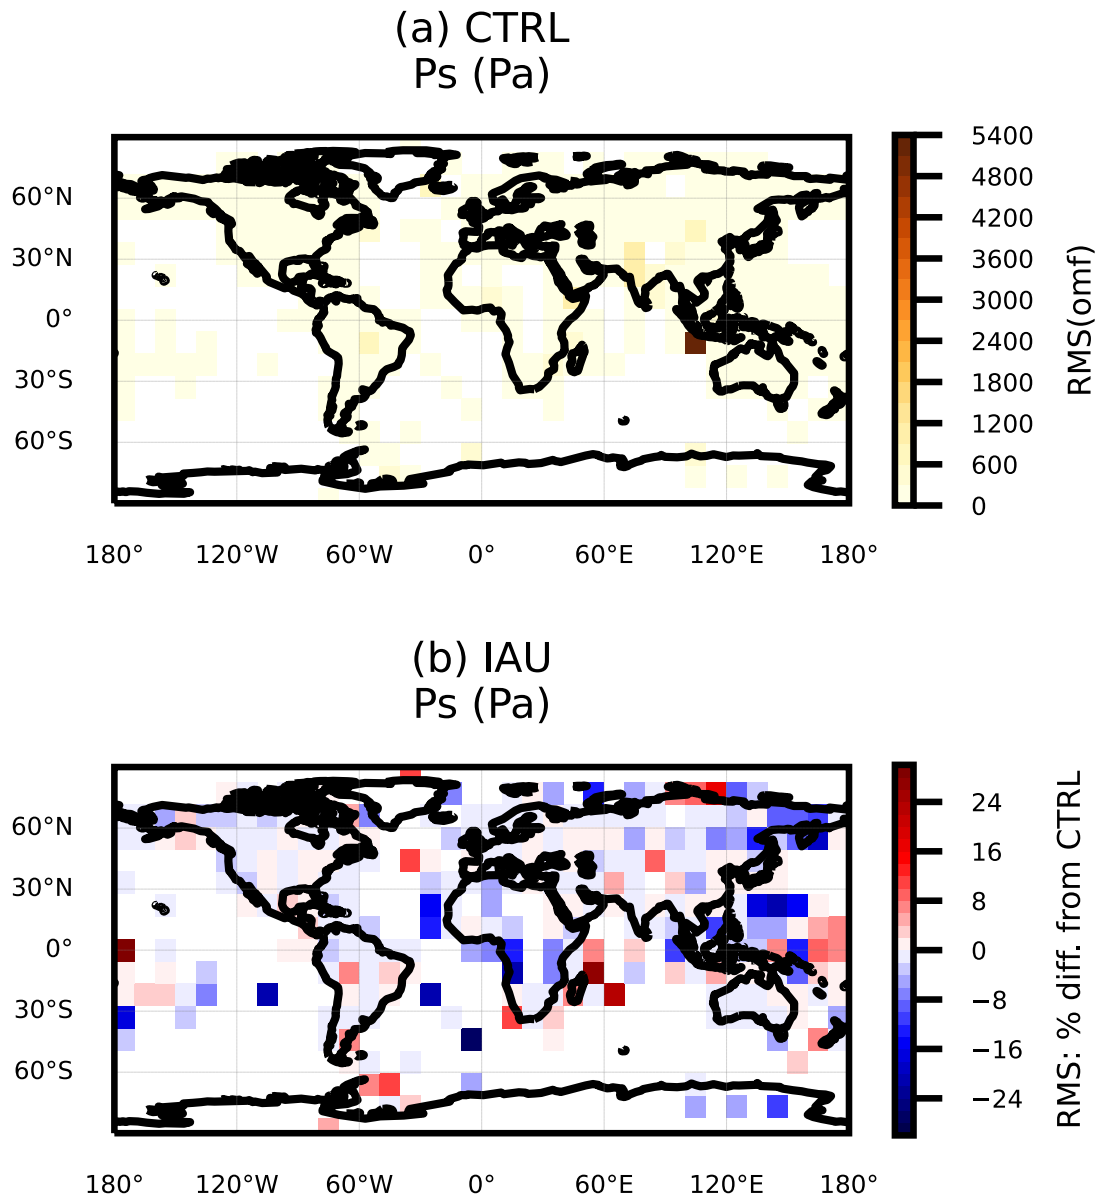 (a) CTRL
Ps (Pa)
60°N
30°N
0°
30°S
60°S
180°
120°W
60°W
0°
60°E
120°E
180°
5400
4800
4200
3600
3000
2400
1800
1200
600
0
RMS(omf)
(b) IAU
Ps (Pa)
60°N
30°N
0°
30°S
60°S
180°
120°W
60°W
0°
60°E
120°E
180°
24
16
8
0
−8
−16
−24
RMS: % diff. from CTRL